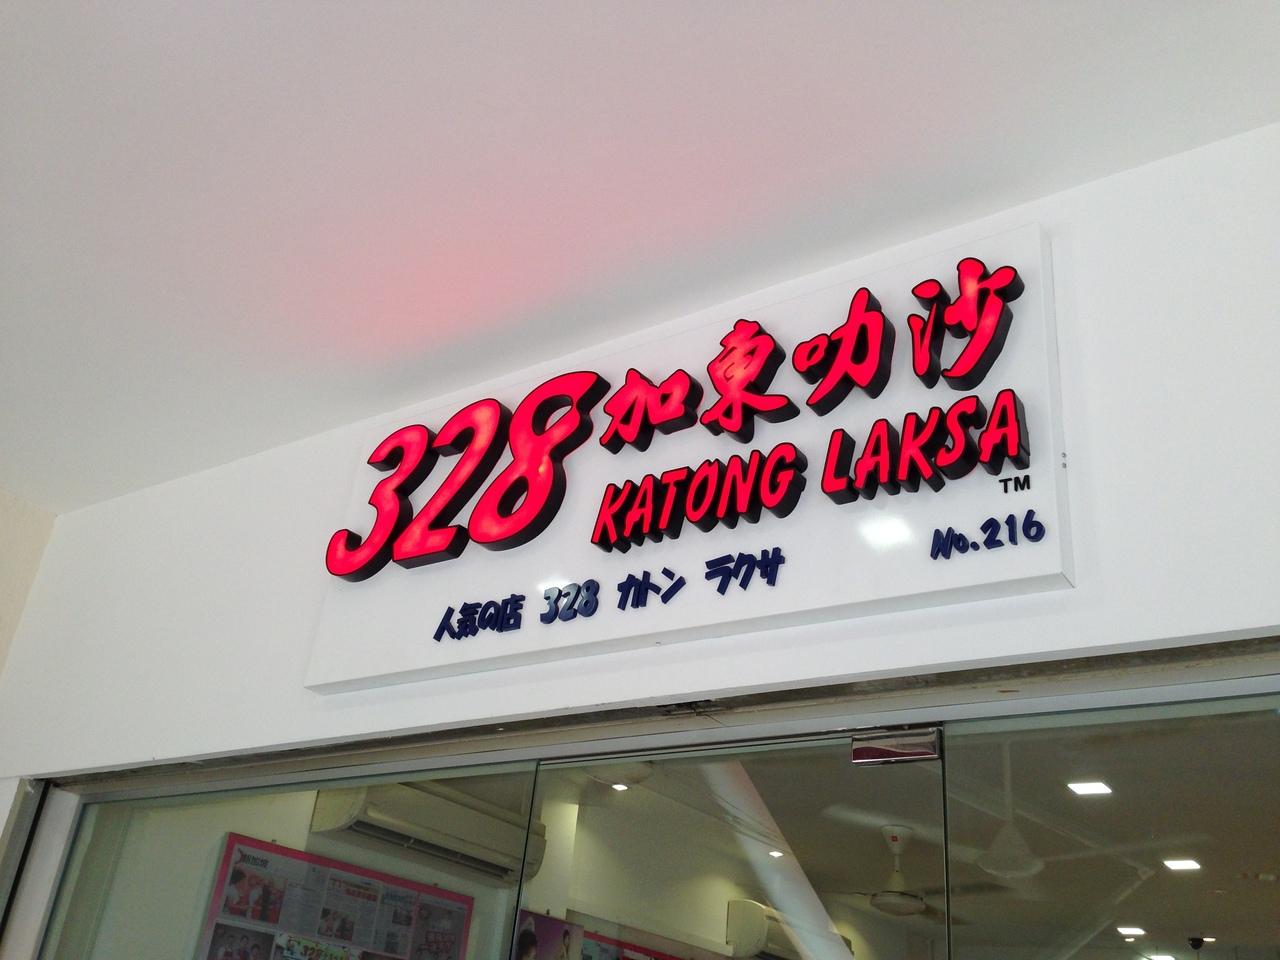 328 加東叻沙
KATONG LAKSA
TM
人気の店 328 カトン ラクサ
No.216
328